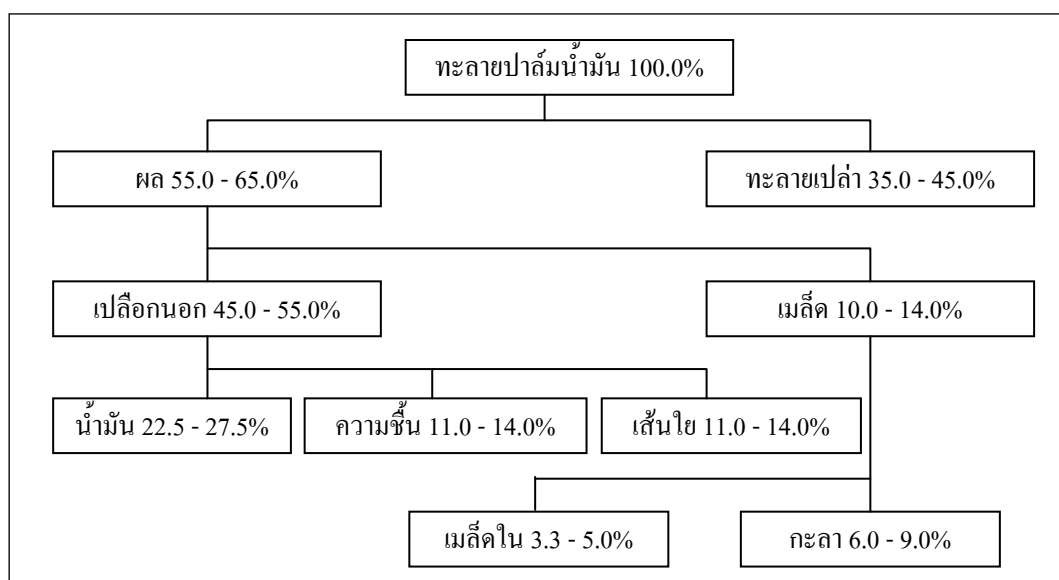 ทะลายปาล์มน้ำมัน 100.0%
ผล 55.0 - 65.0%
ทะลายเปล่า 35.0 - 45.0%
เปลือกนอก 45.0 - 55.0%
เมล็ด 10.0 - 14.0%
น้ำมัน 22.5 - 27.5%
ความชื้น 11.0 - 14.0%
เส้นใย 11.0 - 14.0%
เมล็ดใน 3.3 - 5.0%
กะลา 6.0 - 9.0%